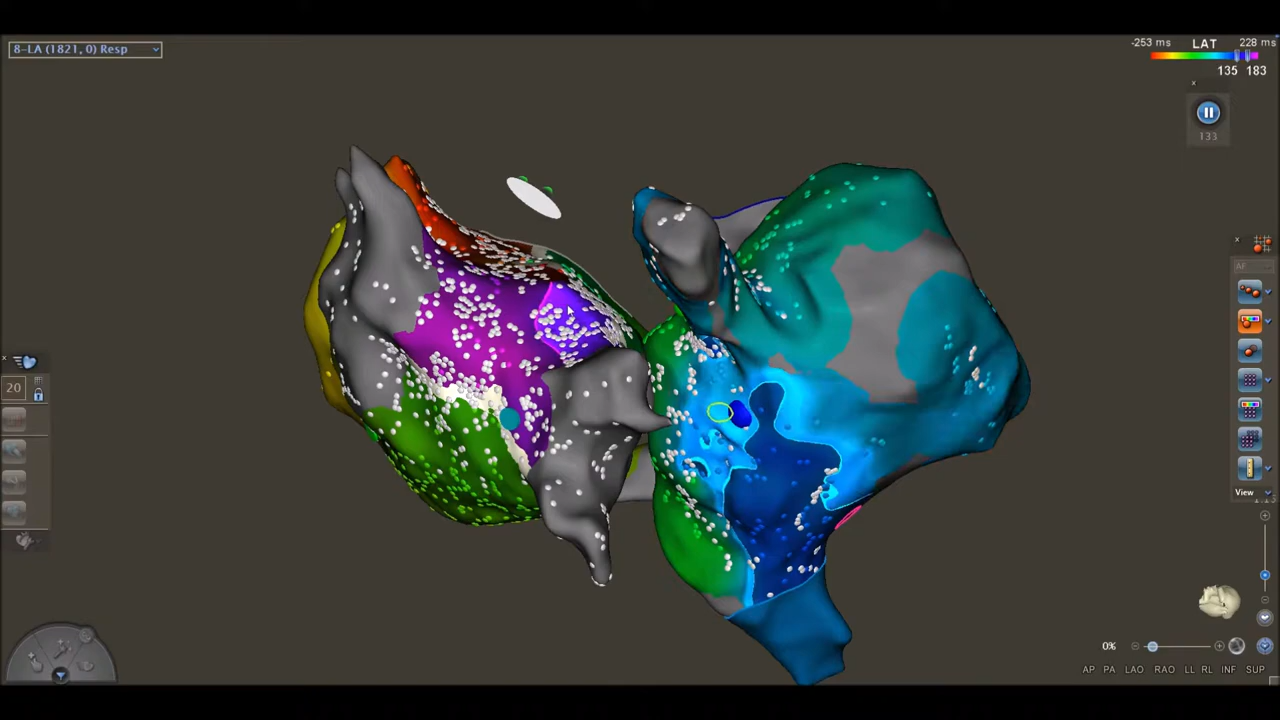 8-LA (1821, 0) Resp
-253 ms LAT 228 ms
135 183
133
AF
20
View
0%
AP PA LAO RAO LL RL INF SUP